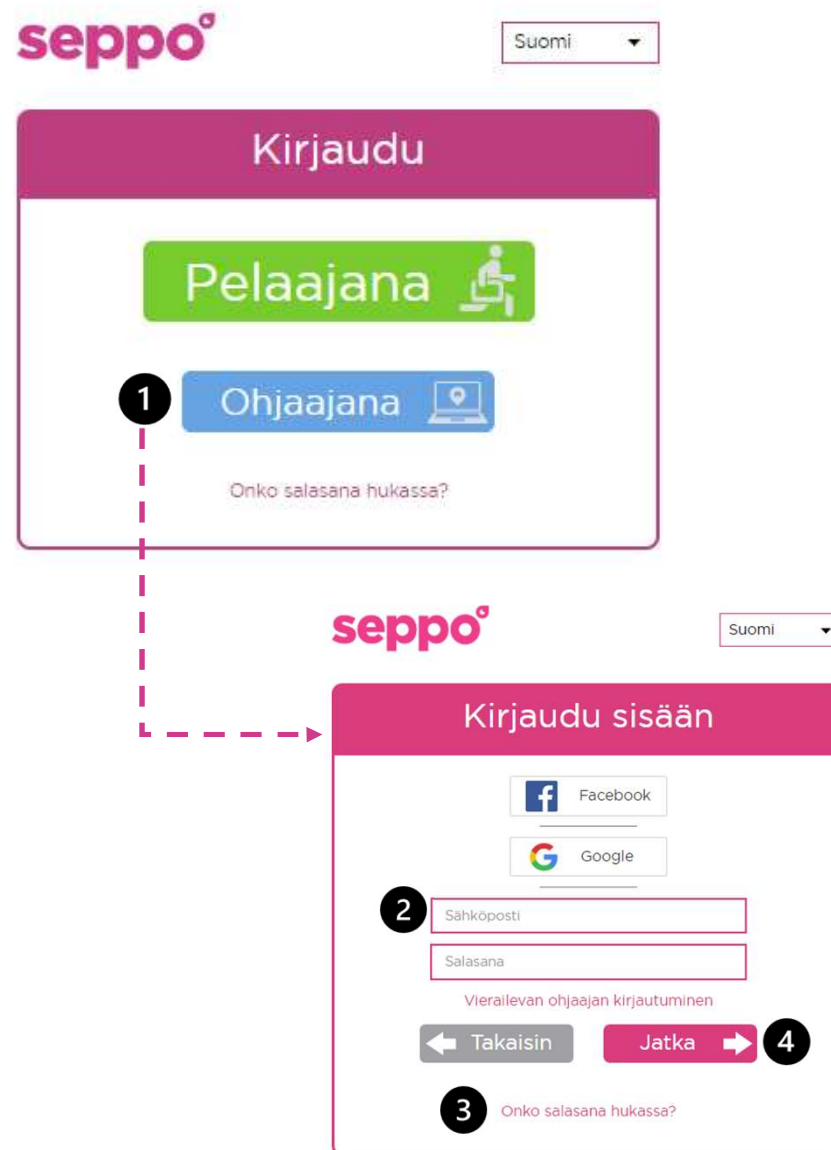 seppo
Suomi
Kirjaudu
Pelaajana
1
Ohjaajana
Onko salasana hukassa?
seppo
Suomi
Kirjaudu sisään
Facebook
Google
2
Sähköposti
Salasana
Vierailevan ohjaajan kirjautuminen
Takaisin
Jatka
4
3
Onko salasana hukassa?